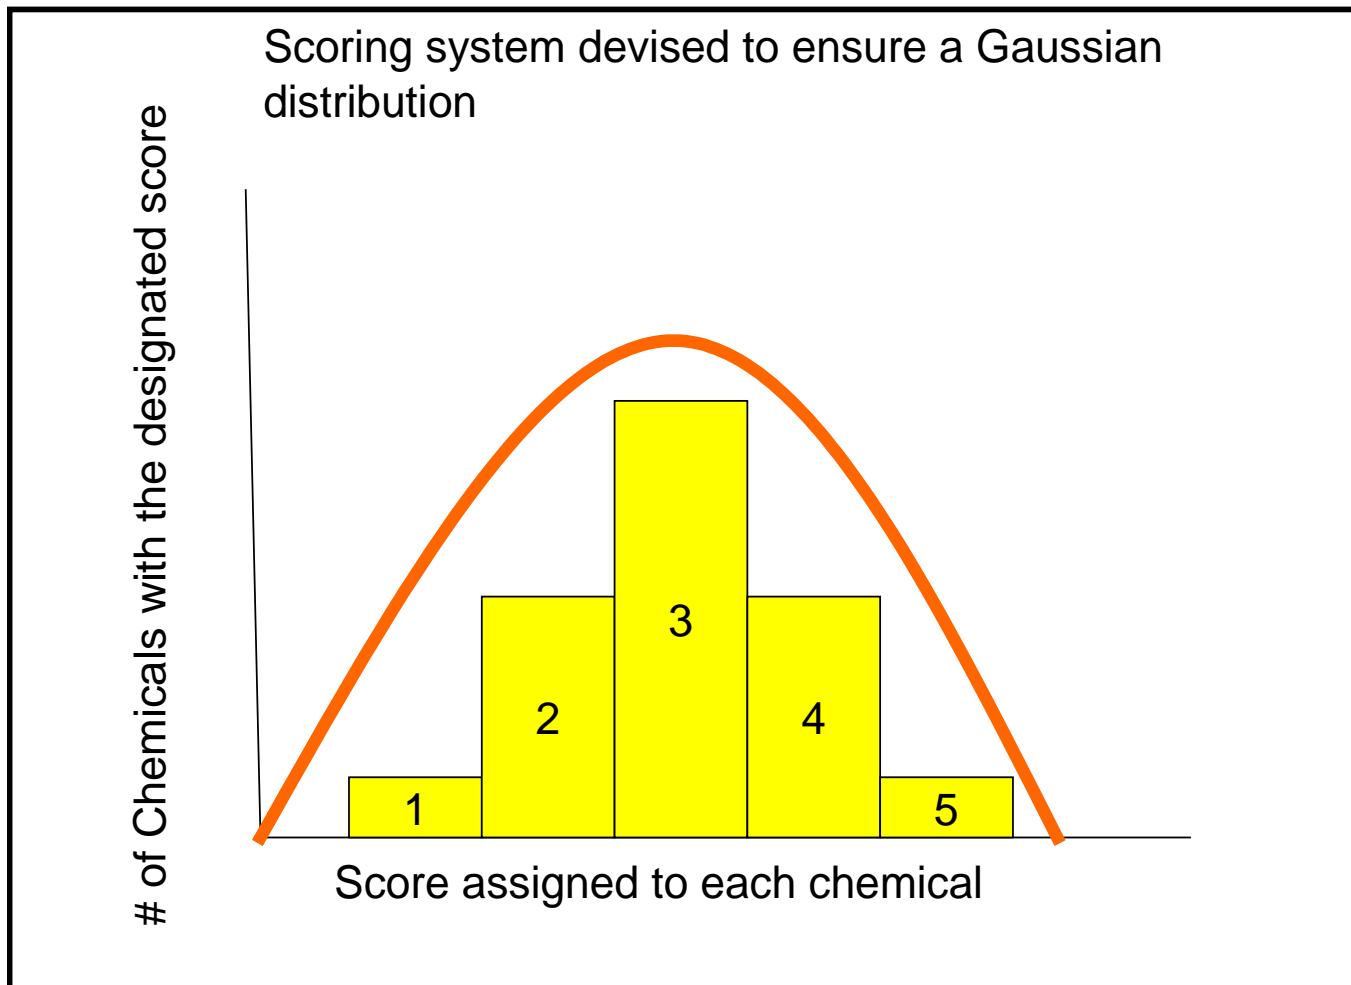 Scoring system devised to ensure a Gaussian
distribution
# of Chemicals with the designated score
1
2
3
4
5
Score assigned to each chemical